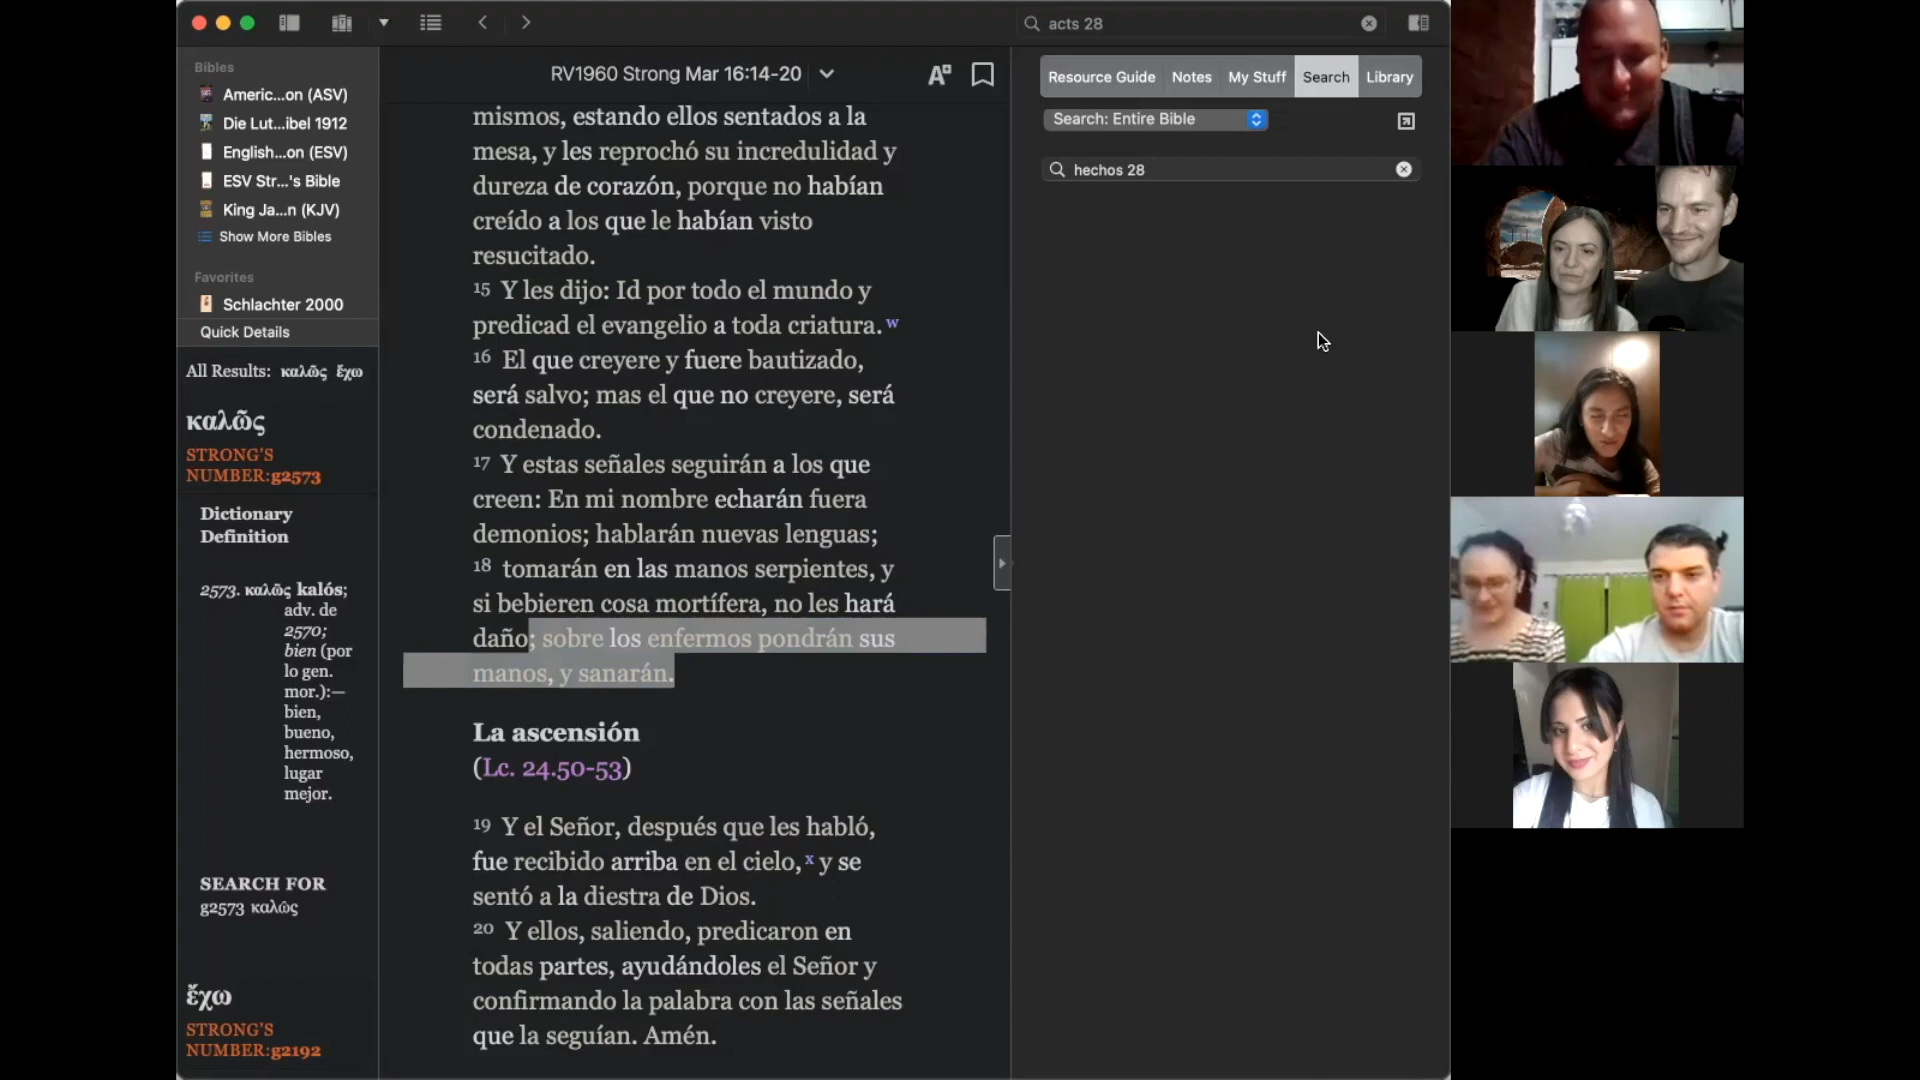 acts 28
Bibles
Americ...on (ASV)
Die Lut...ibel 1912
English...on (ESV)
ESV Str...'s Bible
King Ja...n (KJV)
Show More Bibles
Favorites
Schlachter 2000
Quick Details
All Results: καλῶς ἔχω
καλῶς
STRONG'S
NUMBER:g2573
Dictionary
Definition
2573. καλῶς kalós;
adv. de
2570;
bien (por
lo gen.
mor.):—
bien,
bueno,
hermoso,
lugar
mejor.
SEARCH FOR
g2573 καλῶς
ἔχω
STRONG'S
NUMBER:g2192
RV1960 Strong Mar 16:14-20
mismos, estando ellos sentados a la
mesa, y les reprochó su incredulidad y
dureza de corazón, porque no habían
creído a los que le habían visto
resucitado.
15 Y les dijo: Id por todo el mundo y
predicad el evangelio a toda criatura. w
16 El que creyere y fuere bautizado,
será salvo; mas el que no creyere, será
condenado.
17 Y estas señales seguirán a los que
creen: En mi nombre echarán fuera
demonios; hablarán nuevas lenguas;
18 tomarán en las manos serpientes, y
si bebieren cosa mortífera, no les hará
daño; sobre los enfermos pondrán sus
manos, y sanarán.
La ascensión
(Lc. 24.50-53)
19 Y el Señor, después que les habló,
fue recibido arriba en el cielo, x y se
sentó a la diestra de Dios.
20 Y ellos, saliendo, predicaron en
todas partes, ayudándoles el Señor y
confirmando la palabra con las señales
que la seguían. Amén.
Resource Guide Notes My Stuff Search Library
Search: Entire Bible
hechos 28